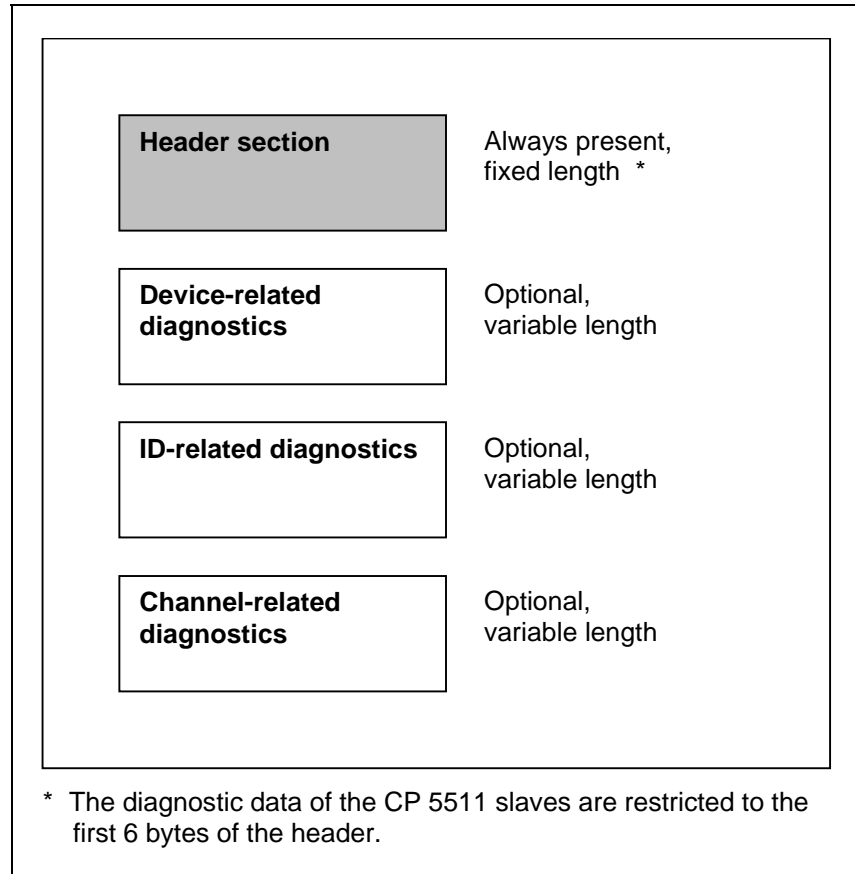 Header section
Always present,
fixed length *
Device-related
diagnostics
Optional,
variable length
ID-related diagnostics
Optional,
variable length
Channel-related
diagnostics
Optional,
variable length
* The diagnostic data of the CP 5511 slaves are restricted to the
first 6 bytes of the header.